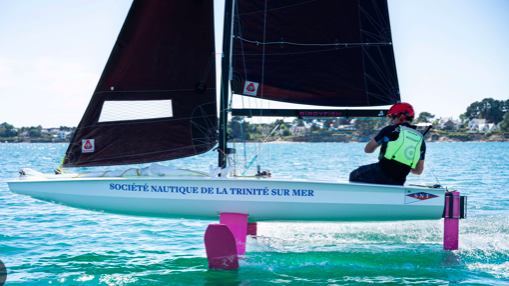 SOCIÉTÉ NAUTIQUE DE LA TRINITÉ SUR MER